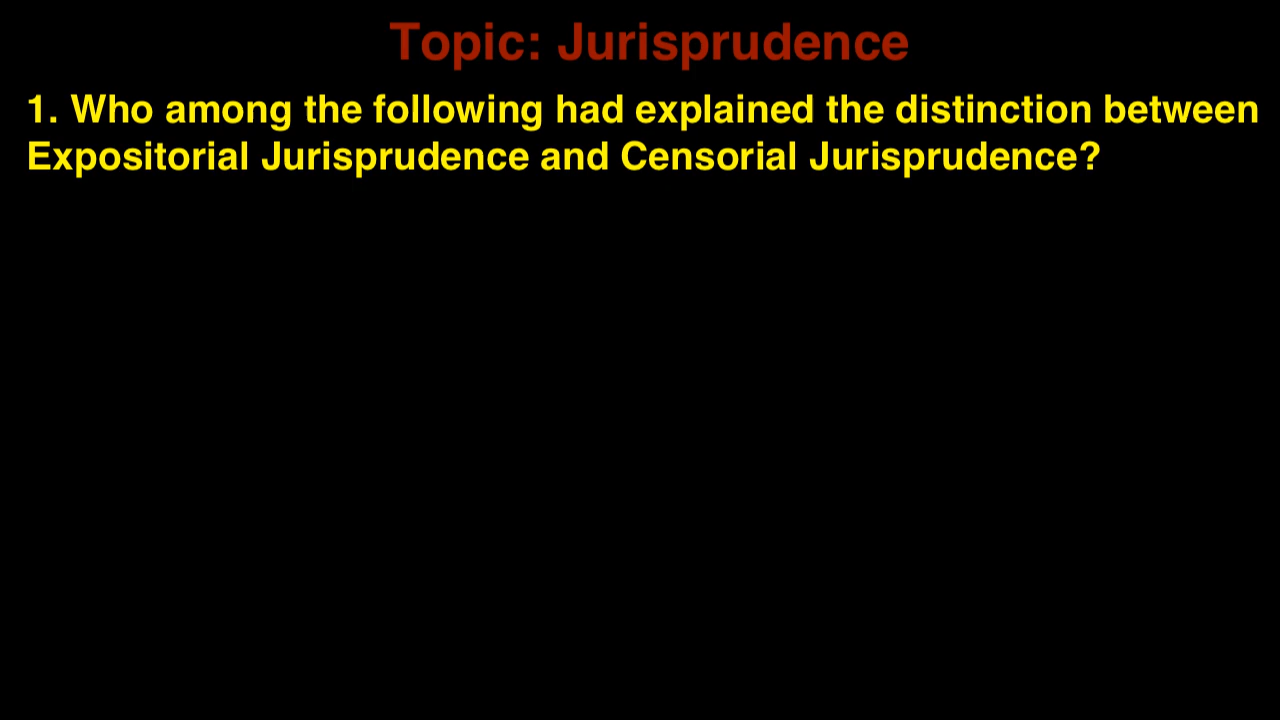 Topic: Jurisprudence
1. Who among the following had explained the distinction between
Expositorial Jurisprudence and Censorial Jurisprudence?